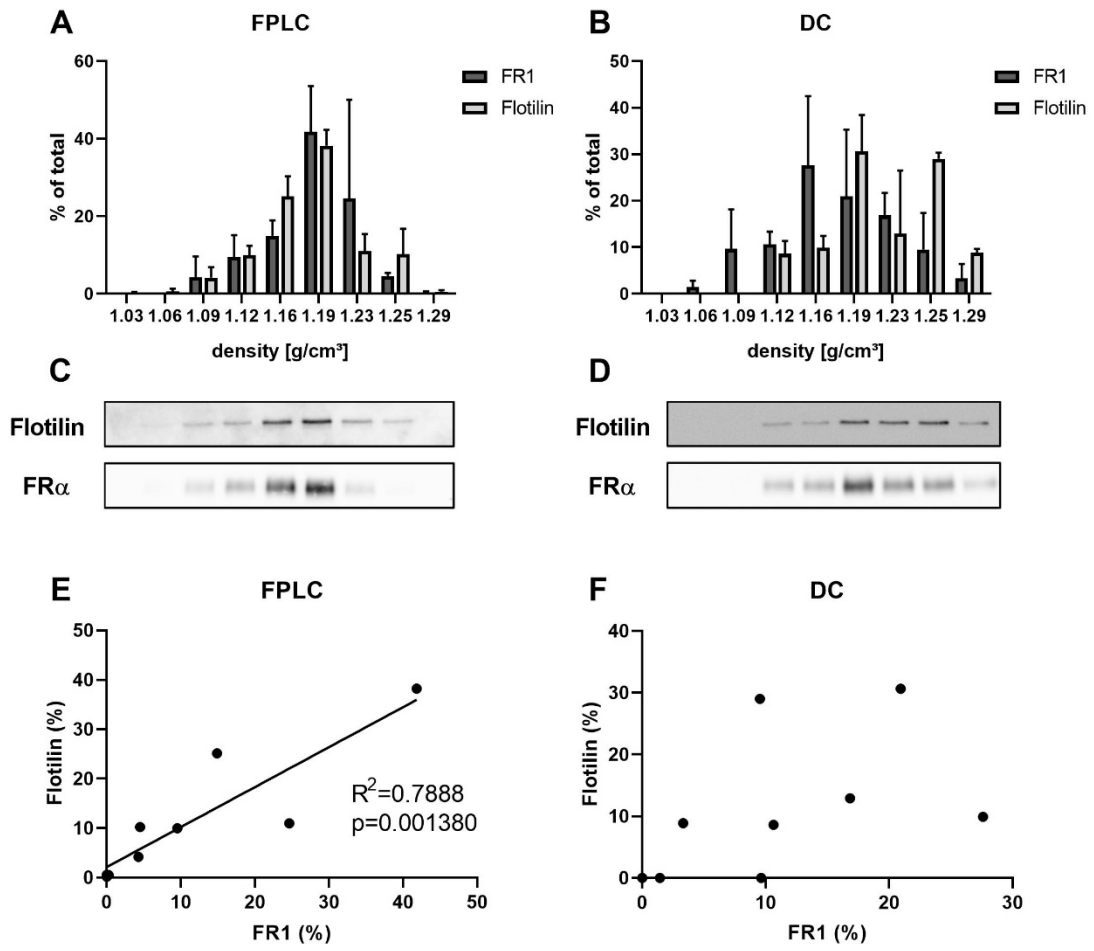 A
FPLC
60
40
20
0
% of total
1.03 1.06 1.09 1.12 1.16 1.19 1.23 1.25 1.29
density [g/cm³]
FR1
Flotilin
B
DC
50
40
30
20
10
0
% of total
1.03 1.06 1.09 1.12 1.16 1.19 1.23 1.25 1.29
density [g/cm³]
FR1
Flotilin
C
Flotilin
FRα
D
Flotilin
FRα
E
FPLC
50
40
30
20
10
0
Flotilin (%)
R²=0.7888
p=0.001380
0 10 20 30 40 50
FR1 (%)
F
DC
40
30
20
10
0
Flotilin (%)
0 10 20 30
FR1 (%)